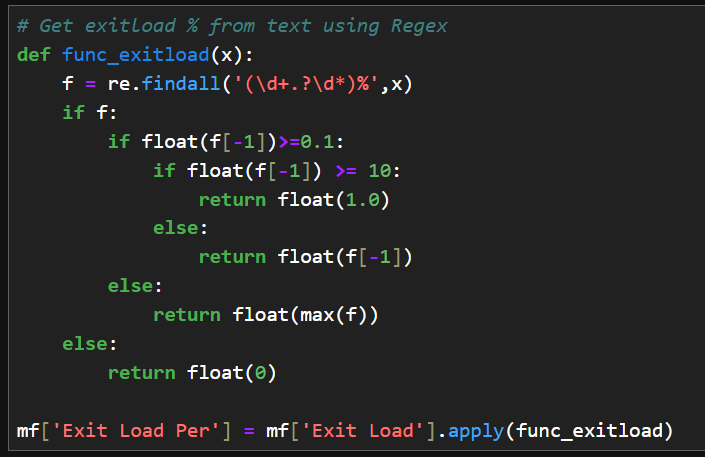 # Get exitload % from text using Regex
def func_exitload(x):
    f = re.findall('(\d+.?\d*)%',x)
    if f:
        if float(f[-1])>=0.1:
            if float(f[-1]) >= 10:
                return float(1.0)
            else:
                return float(f[-1])
        else:
            return float(max(f))
    else:
        return float(0)

mf['Exit Load Per'] = mf['Exit Load'].apply(func_exitload)